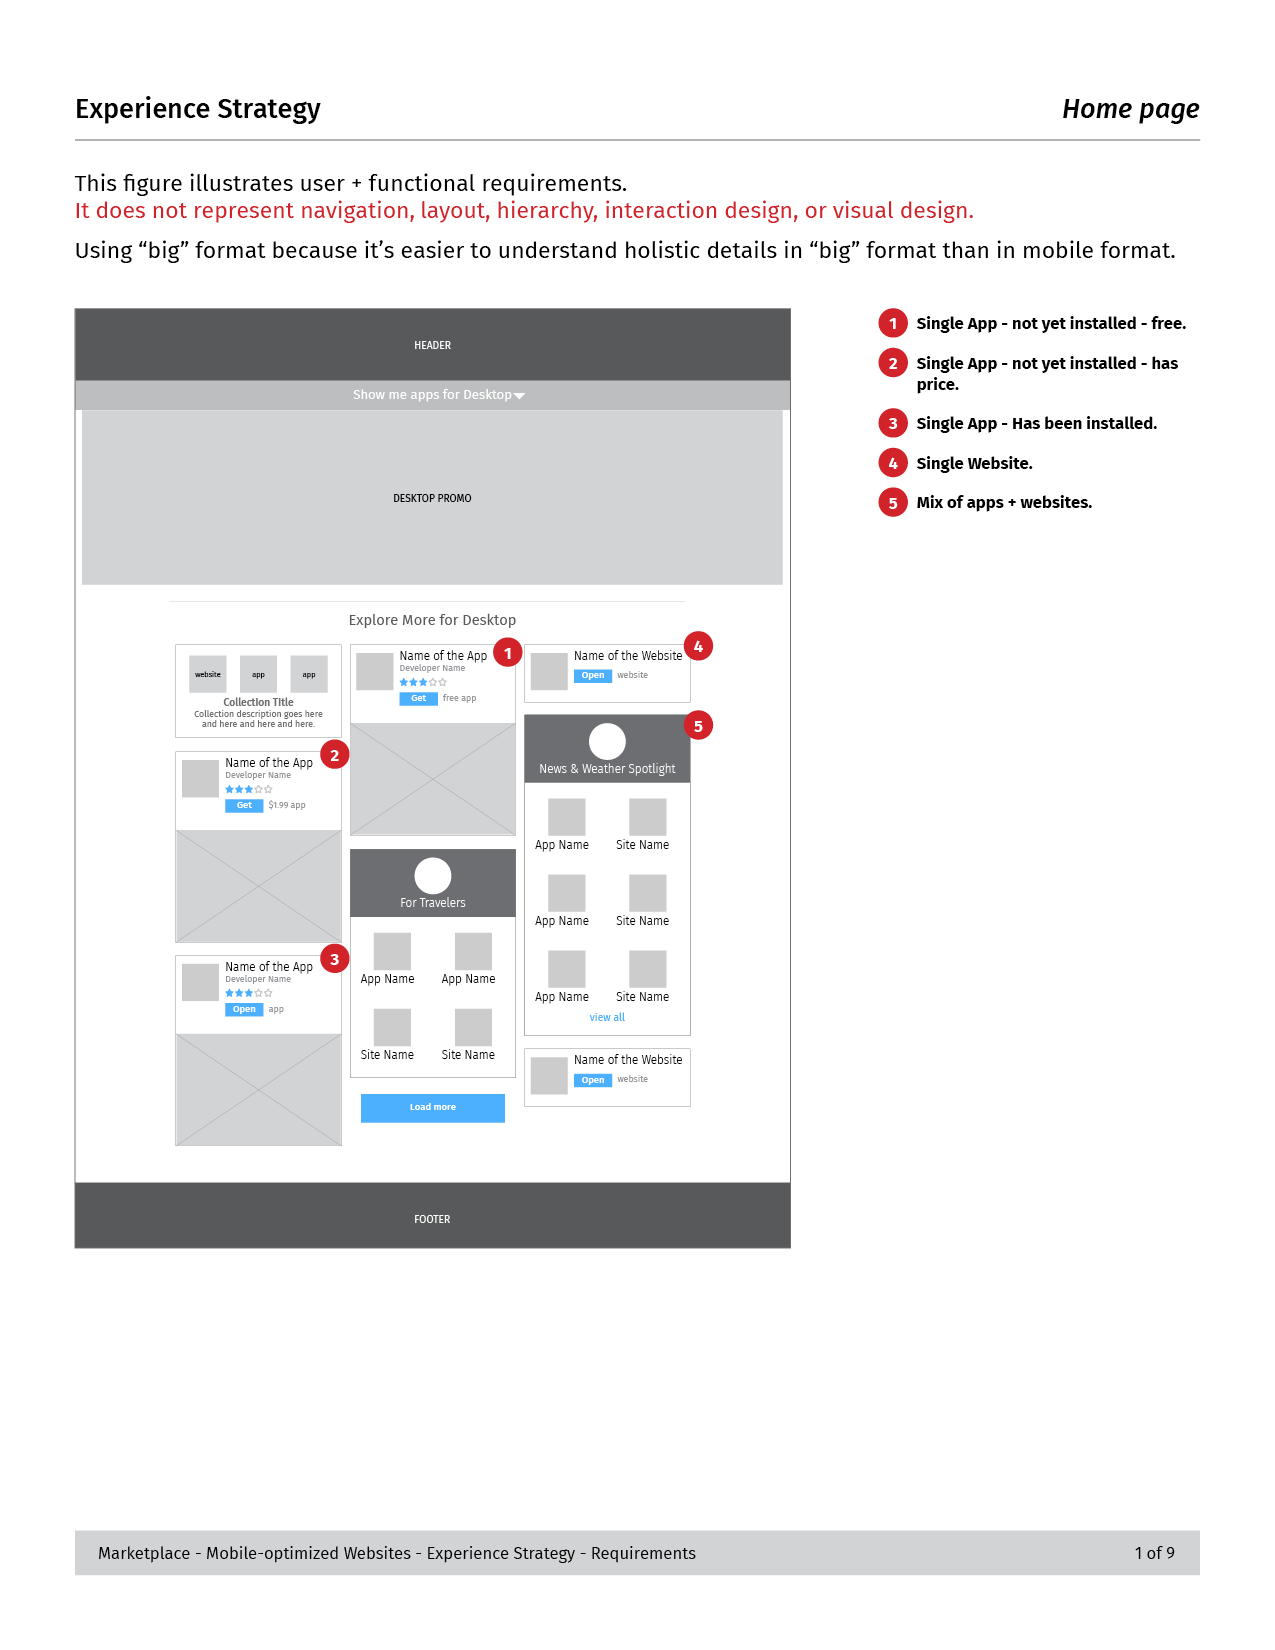 Experience Strategy
Home page
This figure illustrates user + functional requirements.
It does not represent navigation, layout, hierarchy, interaction design, or visual design.
Using “big” format because it’s easier to understand holistic details in “big” format than in mobile format.
HEADER
Show me apps for Desktop
DESKTOP PROMO
Explore More for Desktop
website app app
Collection Title
Collection description goes here
and here and here and here.
2
Name of the App
Developer Name
Get $1.99 app
3
Name of the App
Developer Name
Open app
1
Name of the App
Developer Name
Get free app
For Travelers
App Name App Name
Site Name Site Name
Load more
4
Name of the Website
Open website
5
News & Weather Spotlight
App Name Site Name
App Name Site Name
App Name Site Name
view all
Name of the Website
Open website
FOOTER
1 Single App - not yet installed - free.
2 Single App - not yet installed - has
price.
3 Single App - Has been installed.
4 Single Website.
5 Mix of apps + websites.
Marketplace - Mobile-optimized Websites - Experience Strategy - Requirements
1 of 9